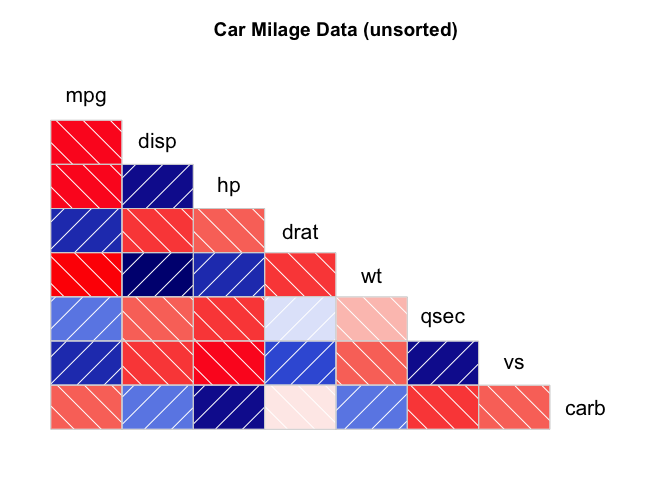 Car Milage Data (unsorted)
mpg
disp
hp
drat
wt
qsec
vs
carb